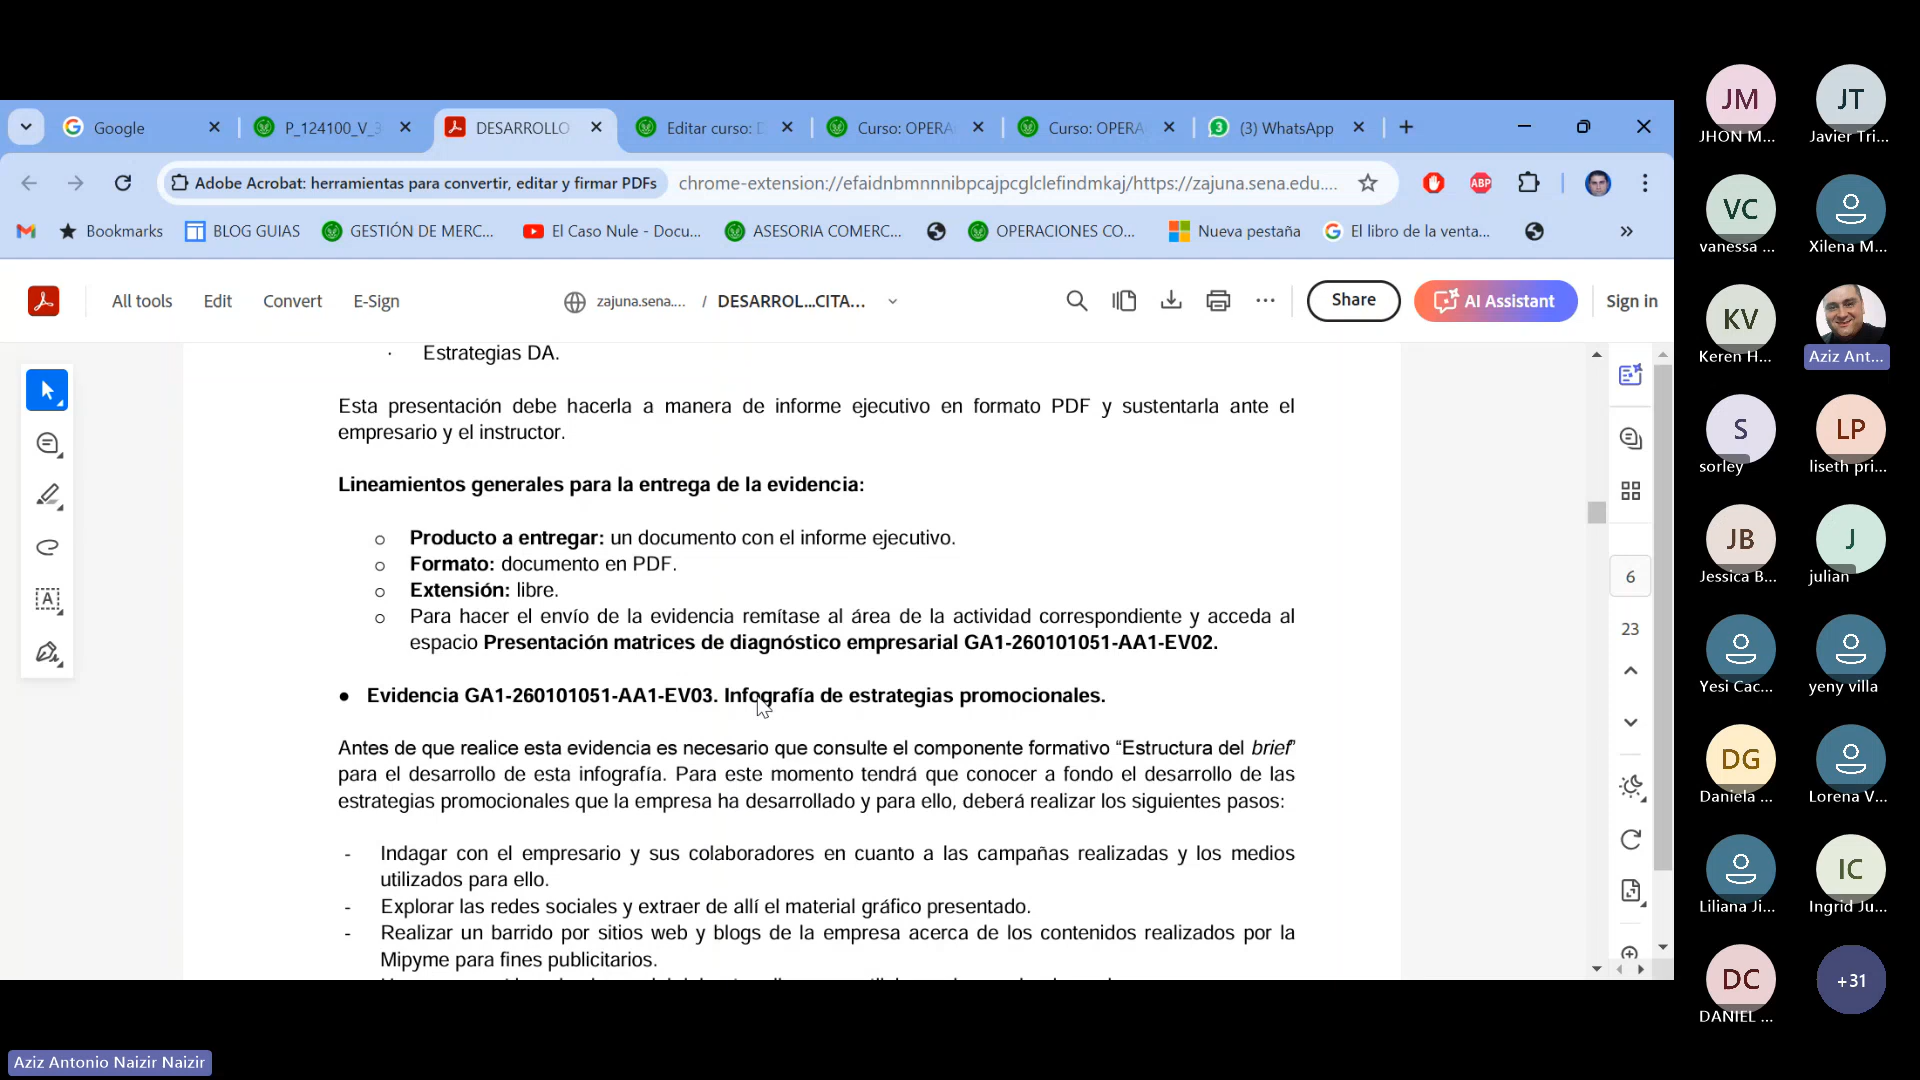 Google
P_124100_V_3
DESARROLLO
Editar curso: D
Curso: OPERA
Curso: OPERA
(3) WhatsApp
Adobe Acrobat: herramientas para convertir, editar y firmar PDFs
chrome-extension://efaidnbmnnnibpcajpcglclefindmkaj/https://zajuna.sena.edu....
ABP
Bookmarks
BLOG GUIAS
GESTIÓN DE MERC...
El Caso Nule - Docu...
ASESORIA COMERC...
OPERACIONES CO...
Nueva pestaña
El libro de la venta...
All tools
Edit
Convert
E-Sign
zajuna.sena.... / DESARROL...CITA...
Share
AI Assistant
Sign in
· Estrategias DA.
Esta presentación debe hacerla a manera de informe ejecutivo en formato PDF y sustentarla ante el
empresario y el instructor.
Lineamientos generales para la entrega de la evidencia:
o Producto a entregar: un documento con el informe ejecutivo.
o Formato: documento en PDF.
o Extensión: libre.
o Para hacer el envío de la evidencia remítase al área de la actividad correspondiente y acceda al
espacio Presentación matrices de diagnóstico empresarial GA1-260101051-AA1-EV02.
● Evidencia GA1-260101051-AA1-EV03. Infografía de estrategias promocionales.
Antes de que realice esta evidencia es necesario que consulte el componente formativo “Estructura del brief”
para el desarrollo de esta infografía. Para este momento tendrá que conocer a fondo el desarrollo de las
estrategias promocionales que la empresa ha desarrollado y para ello, deberá realizar los siguientes pasos:
- Indagar con el empresario y sus colaboradores en cuanto a las campañas realizadas y los medios
utilizados para ello.
- Explorar las redes sociales y extraer de allí el material gráfico presentado.
- Realizar un barrido por sitios web y blogs de la empresa acerca de los contenidos realizados por la
Mipyme para fines publicitarios.
6
23
JM
JHON M...
JT
Javier Tri...
VC
vanessa ...
Xilena M...
KV
Keren H...
Aziz Ant...
S
sorley
LP
liseth pri...
JB
Jessica B...
J
julian
Yesi Cac...
yeny villa
DG
Daniela ...
Lorena V...
Liliana Ji...
IC
Ingrid Ju...
DC
DANIEL ...
+31
Aziz Antonio Naizir Naizir